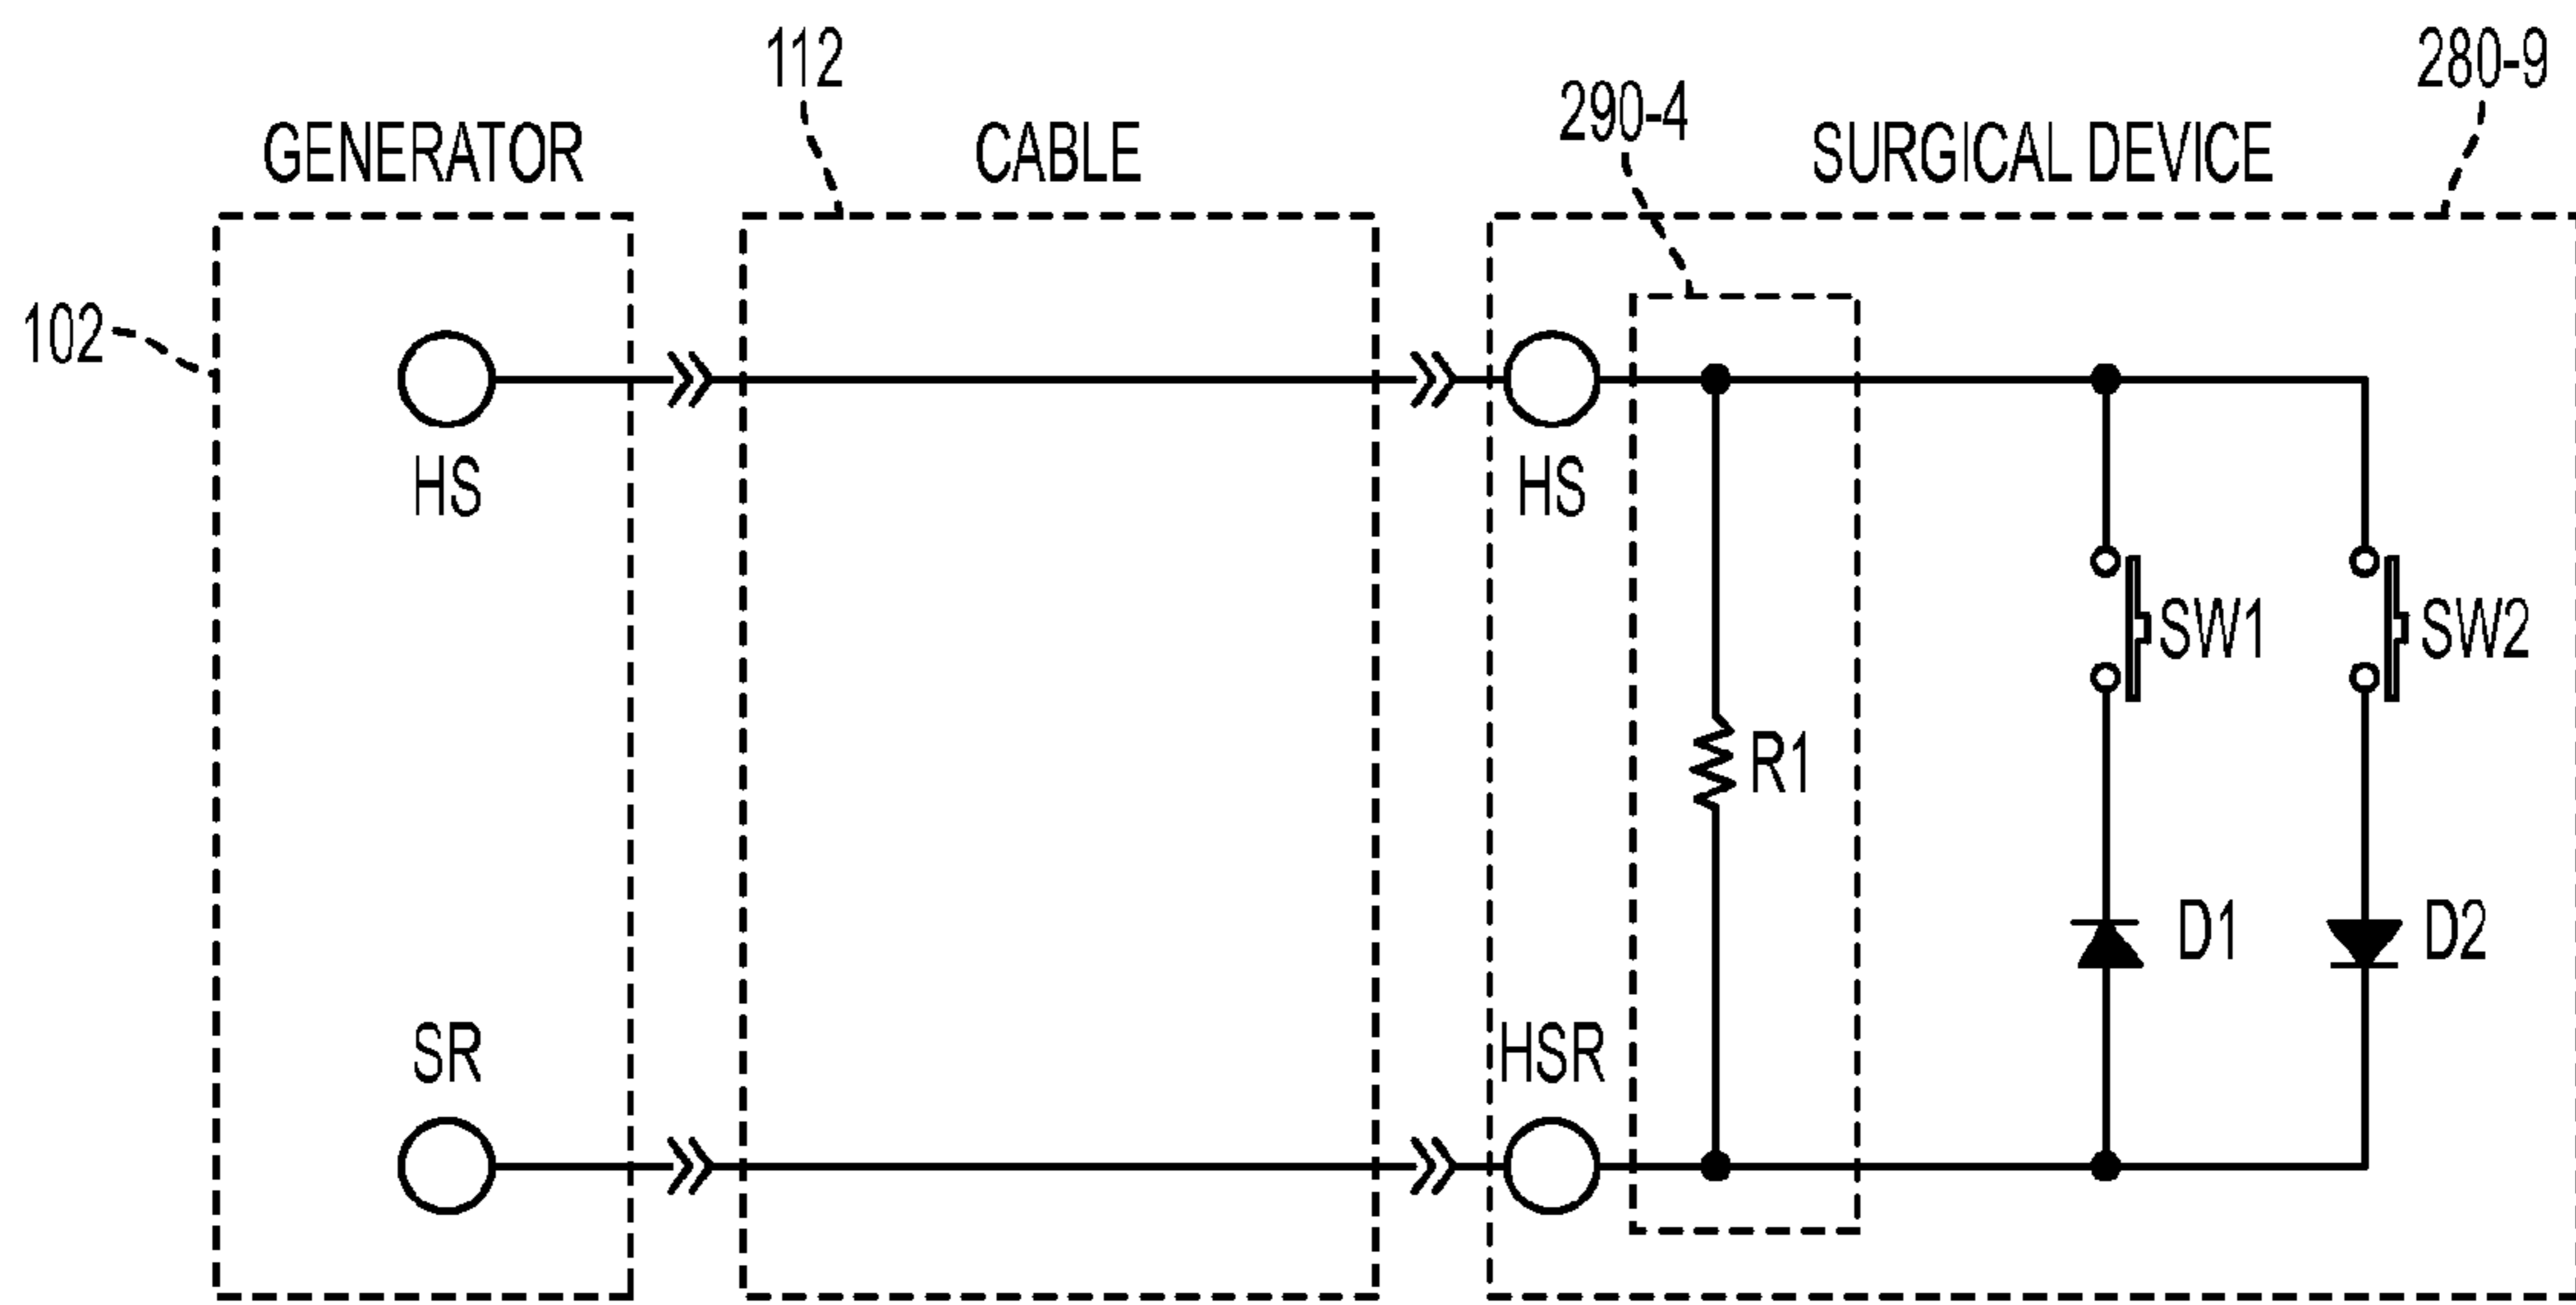 112
280-9
290-4
GENERATOR
CABLE
SURGICAL DEVICE
102
HS
HS
SW1
SW2
R1
D1
D2
SR
HSR